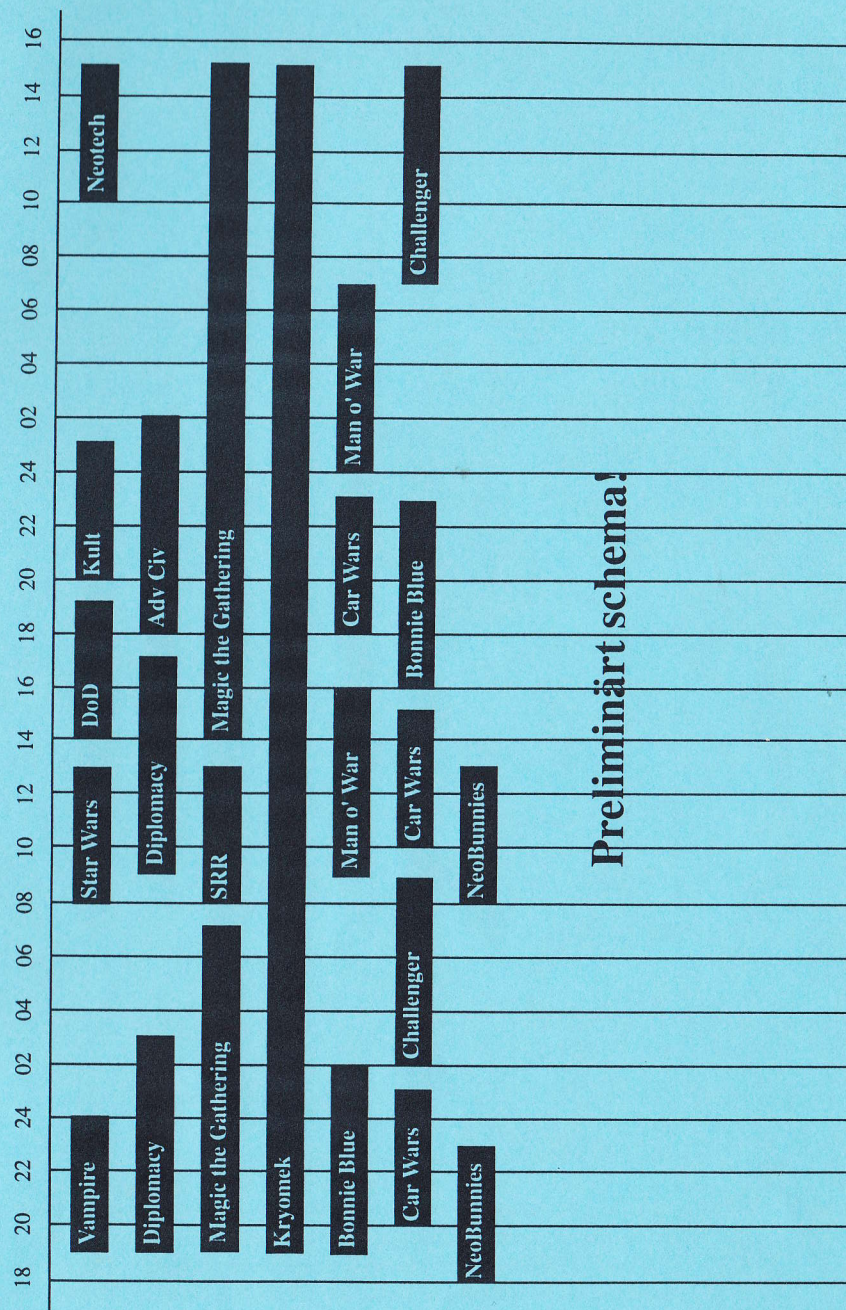 18 20 22 24 02 04 06 08 10 12 14 16 18 20 22 24 02 04 06 08 10 12 14 16
Vampire Star Wars DoD Kult Neotech
Diplomacy Diplomacy Adv Civ
Magic the Gathering SRR Magic the Gathering
Kryomek
Bonnie Blue Man o' War Car Wars Man o' War
Car Wars Challenger Car Wars Bonnie Blue Challenger
NeoBunnies NeoBunnies
Preliminärt schema!